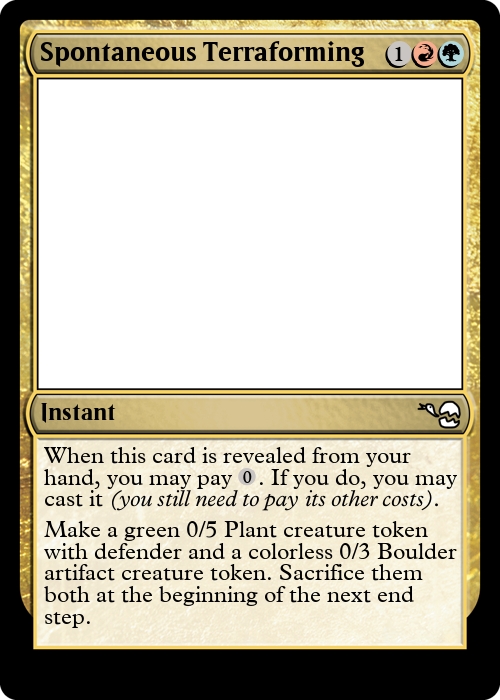 Spontaneous Terraforming 1
Instant
When this card is revealed from your
hand, you may pay 0. If you do, you may
cast it (you still need to pay its other costs).
Make a green 0/5 Plant creature token
with defender and a colorless 0/3 Boulder
artifact creature token. Sacrifice them
both at the beginning of the next end
step.